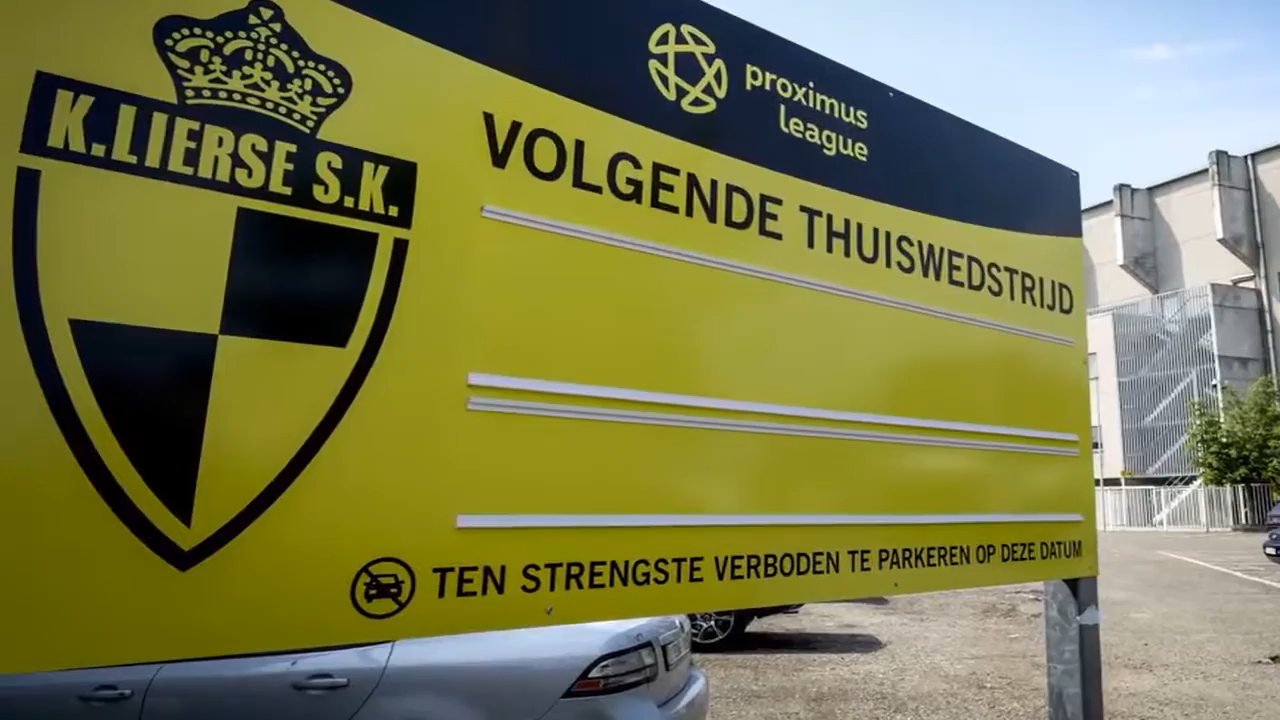 K.LIERSE S.K.
proximus
league
VOLGENDE THUISWEDSTRIJD
TEN STRENGSTE VERBODEN TE PARKEREN OP DEZE DATUM